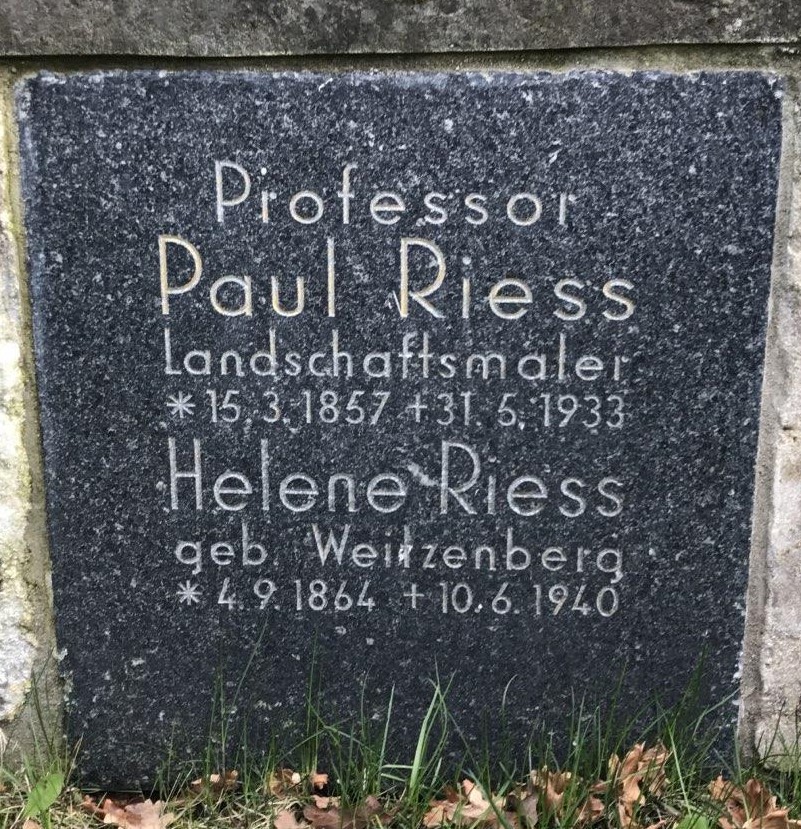 Professor
Paul Riess
Landschaftsmaler
* 15. 3. 1857 + 31. 5. 1933
Helene Riess
geb. Weitzenberg
* 4. 9. 1864 + 10. 6. 1940